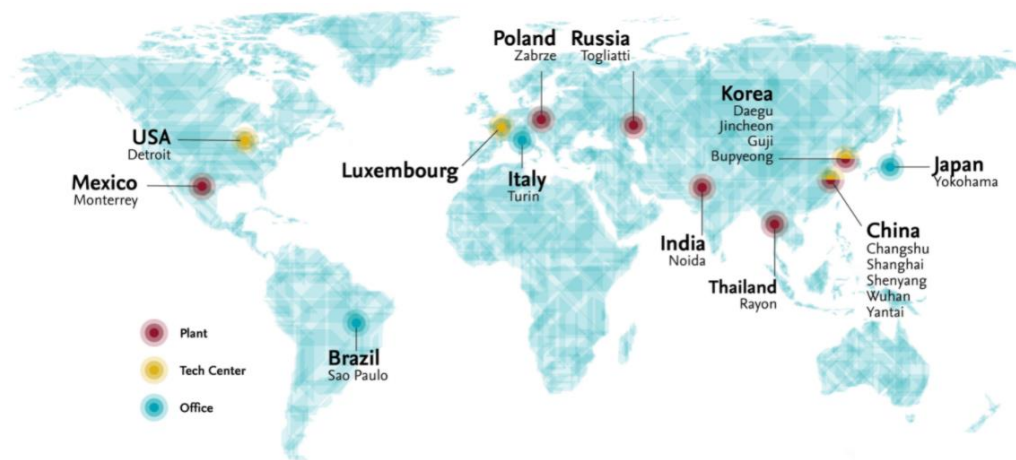 Poland
Zabrze
Russia
Togliatti
Korea
Daegu
Jincheon
Guji
Bupyeong
USA
Detroit
Luxembourg
Italy
Turin
Japan
Yokohama
Mexico
Monterrey
India
Noida
China
Changshu
Shanghai
Shenyang
Wuhan
Yantai
Thailand
Rayon
Brazil
Sao Paulo
Plant
Tech Center
Office